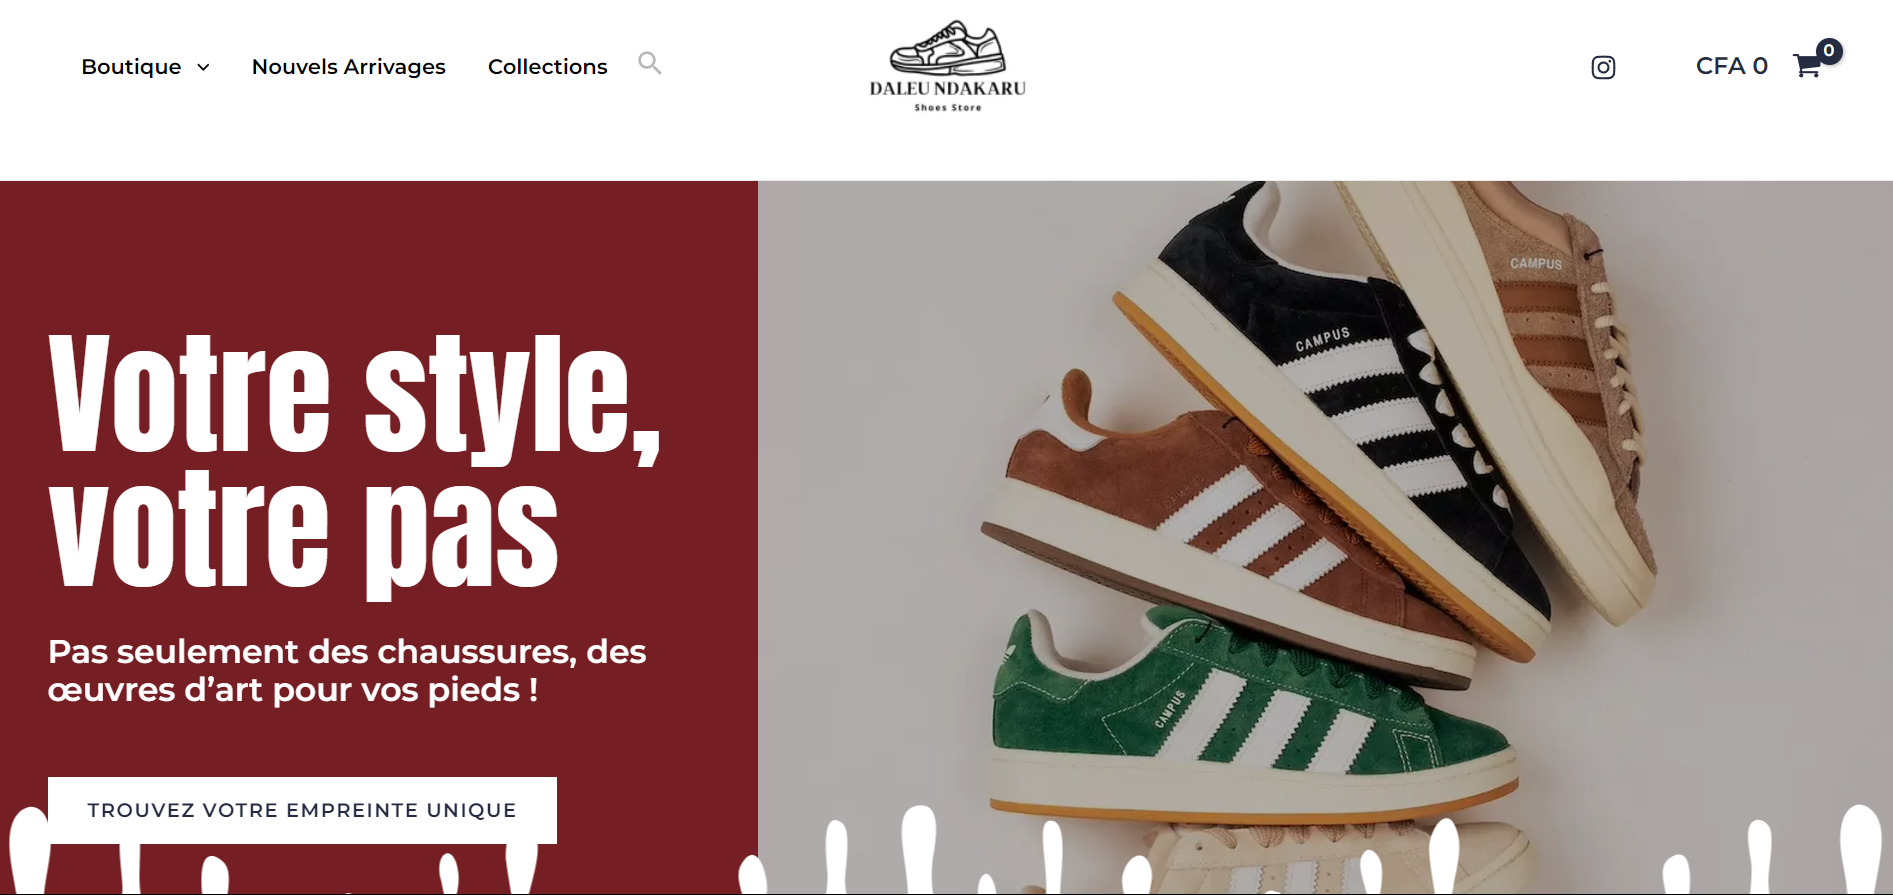 Boutique
Nouvels Arrivages
Collections
DALEU NDAKARU
Shoes Store
CFA 0
0
Votre style,
votre pas
Pas seulement des chaussures, des
œuvres d’art pour vos pieds !
TROUVEZ VOTRE EMPREINTE UNIQUE
CAMPUS
CAMPUS
CAMPUS